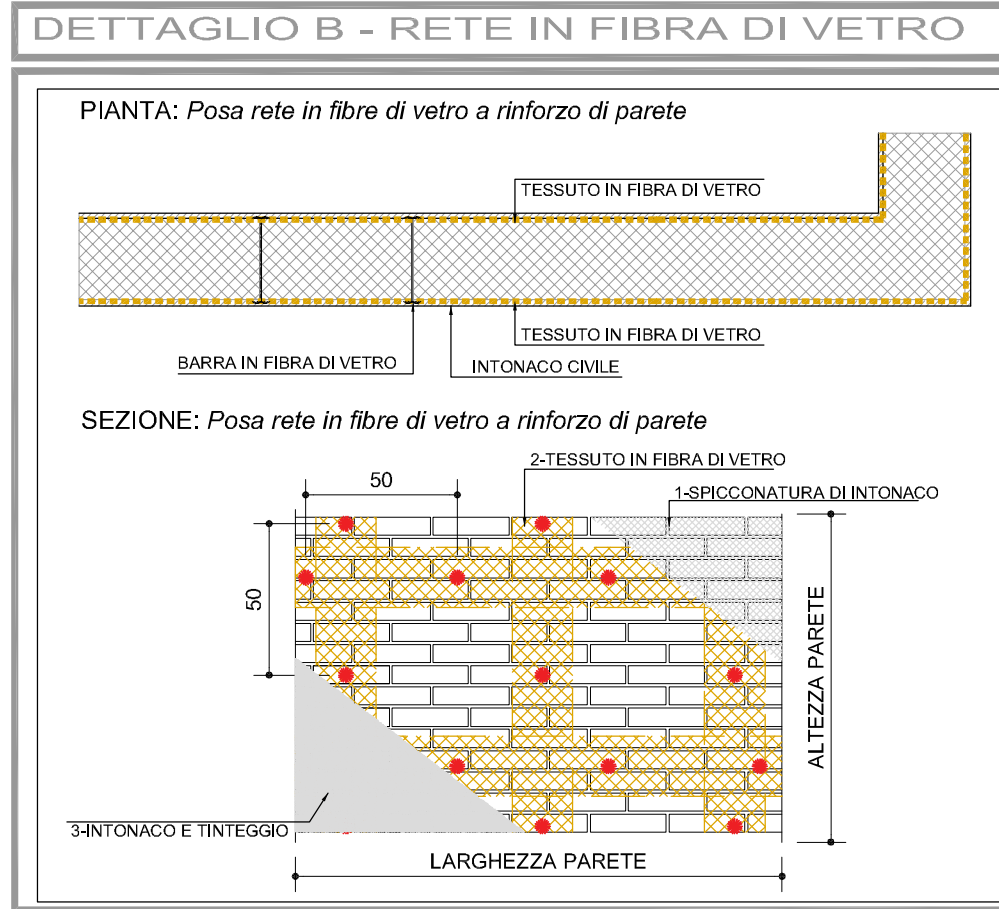 DETTAGLIO B - RETE IN FIBRA DI VETRO
PIANTA: Posa rete in fibre di vetro a rinforzo di parete
TESSUTO IN FIBRA DI VETRO
TESSUTO IN FIBRA DI VETRO
BARRA IN FIBRA DI VETRO
INTONACO CIVILE
SEZIONE: Posa rete in fibre di vetro a rinforzo di parete
2-TESSUTO IN FIBRA DI VETRO
50
1-SPICCONATURA DI INTONACO
50
ALTEZZA PARETE
3-INTONACO E TINTEGGIO
LARGHEZZA PARETE